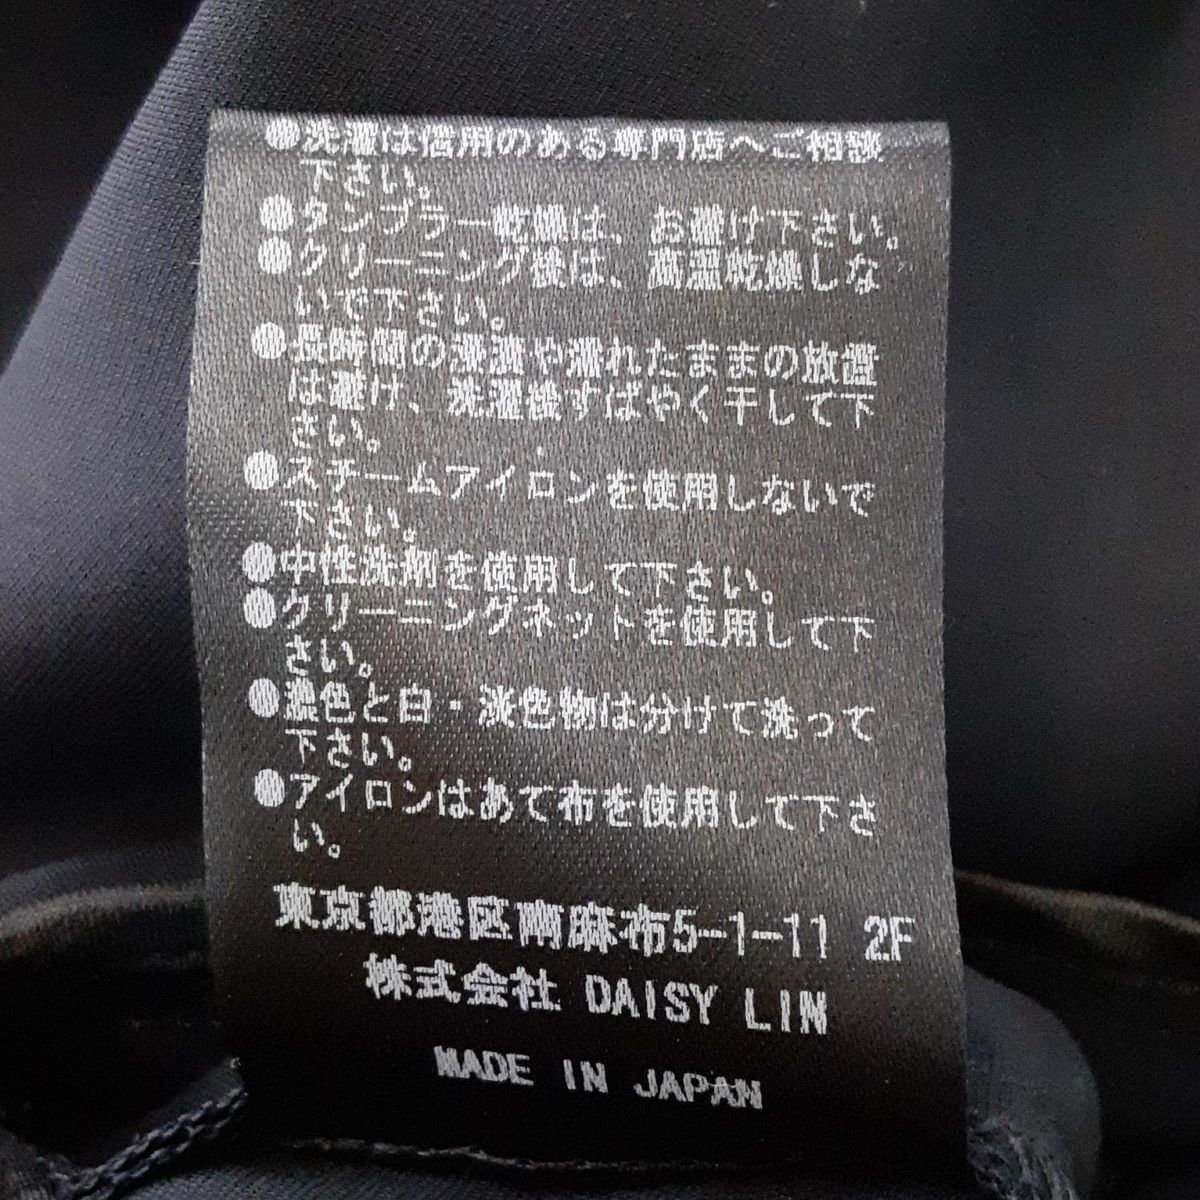 ●洗濯は信用のある専門店へご相談
下さい。
●タンブラー乾燥は、お避け下さい。
●クリーニング後は、高温乾燥しな
いで下さい。
●長時間の浸漬や濡れたままの放置
は避け、洗濯後すばやく干して下
さい。
●スチームアイロンを使用しないで
下さい。
●中性洗剤を使用して下さい。
●クリーニングネットを使用して下
さい。
●濃色と白・淡色物は分けて洗って
下さい。
●アイロンはあて布を使用して下さ
い。
東京都港区南麻布5-1-11 2F
株式会社 DAISY LIN
MADE IN JAPAN